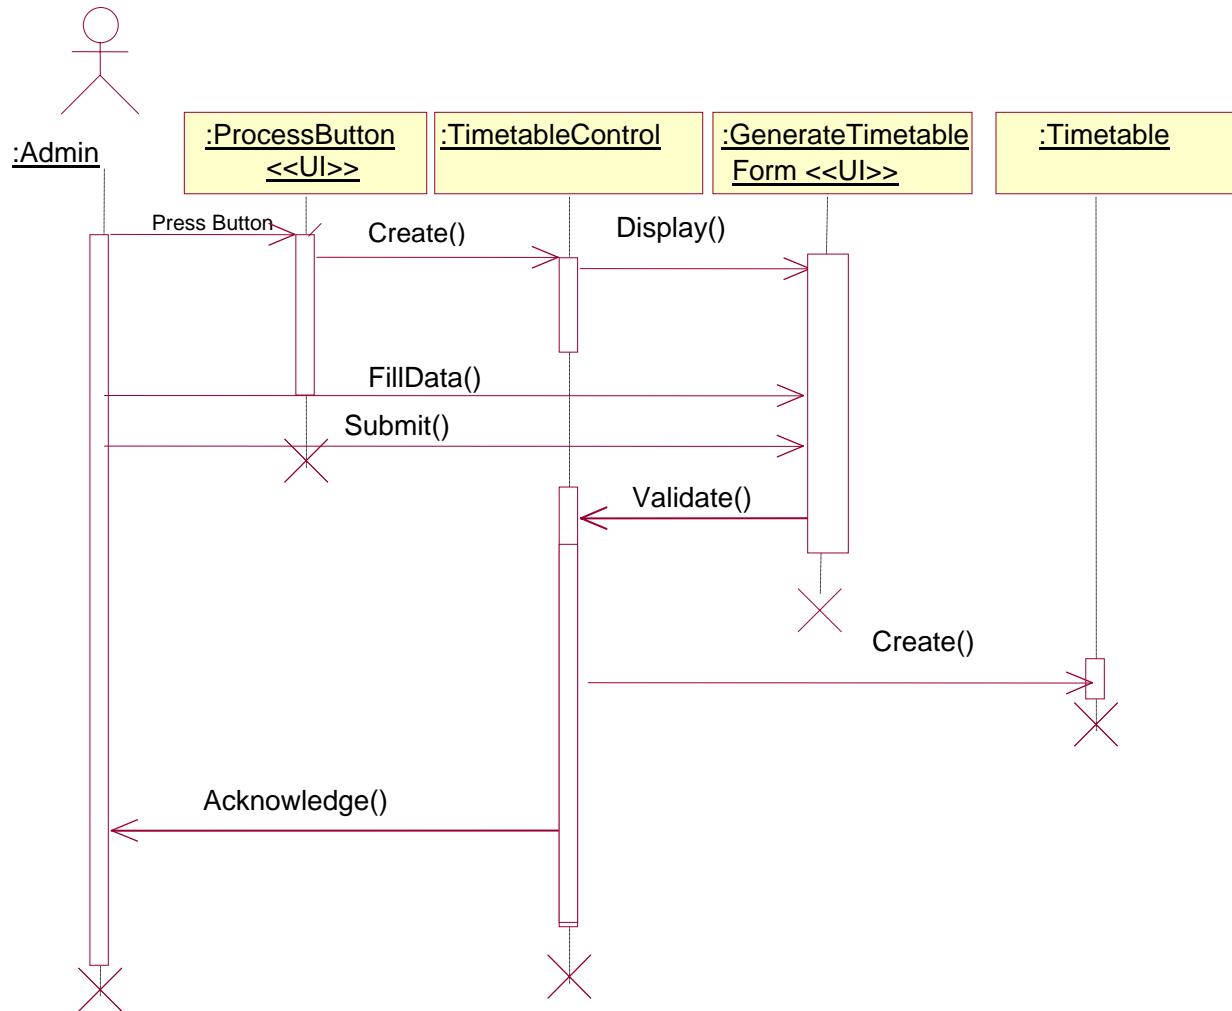 :Admin
:ProcessButton
<<UI>>
:TimetableControl
:GenerateTimetable
Form <<UI>>
:Timetable
Press Button
Create()
Display()
FillData()
Submit()
Validate()
Create()
Acknowledge()